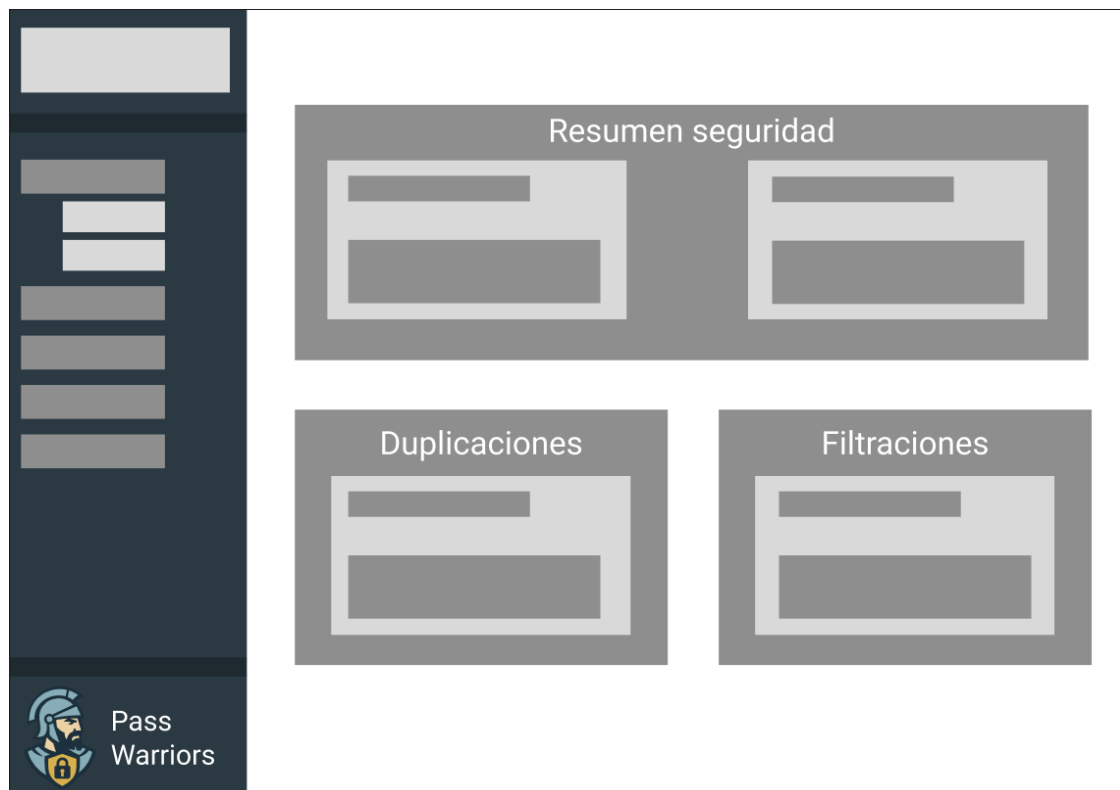 Resumen seguridad
Duplicaciones
Filtraciones
Pass
Warriors